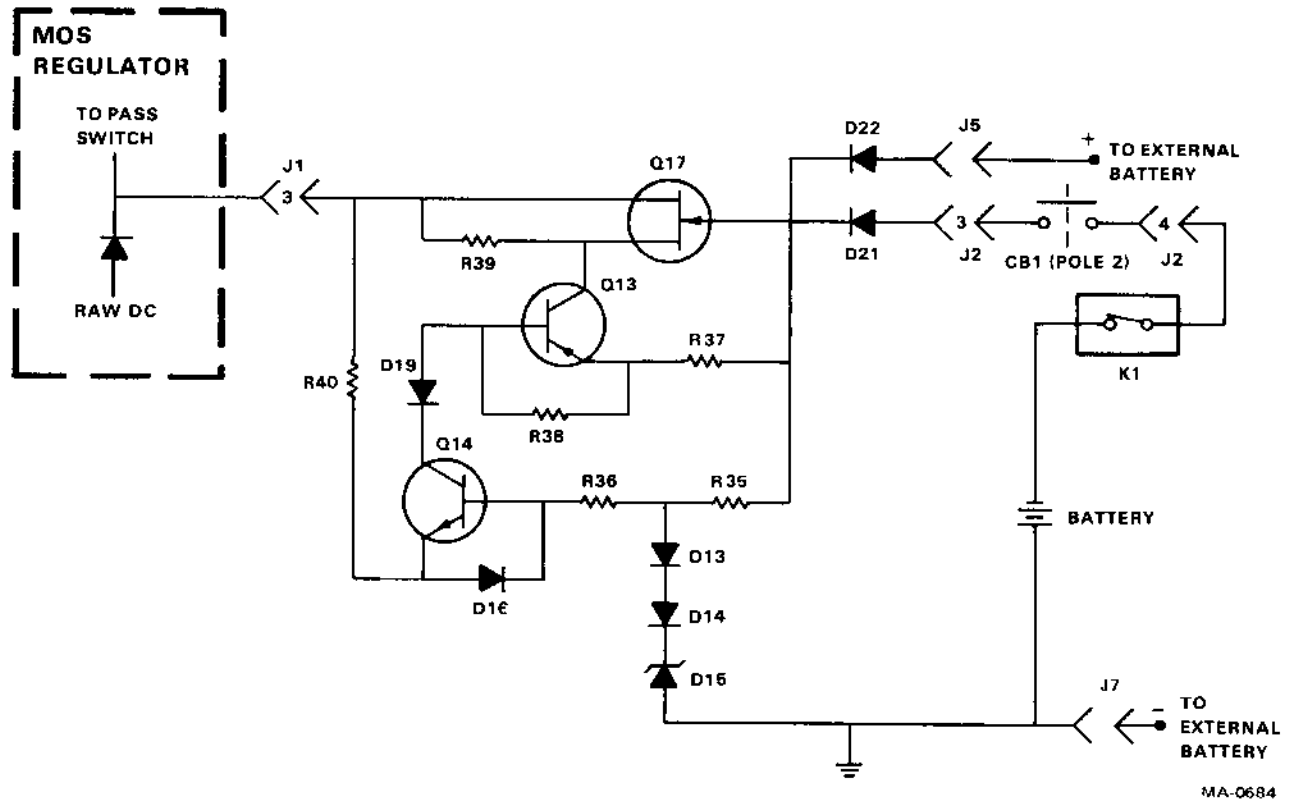 MOS
REGULATOR
TO PASS
SWITCH
RAW DC
J1
3
Q17
D22
J5
+
TO EXTERNAL
BATTERY
D21
3
J2
CB1 (POLE 2)
4
J2
K1
R39
Q13
R37
R40
D19
R38
Q14
R36
R35
D16
D13
D14
D15
BATTERY
J7
–
TO
EXTERNAL
BATTERY
MA-0684